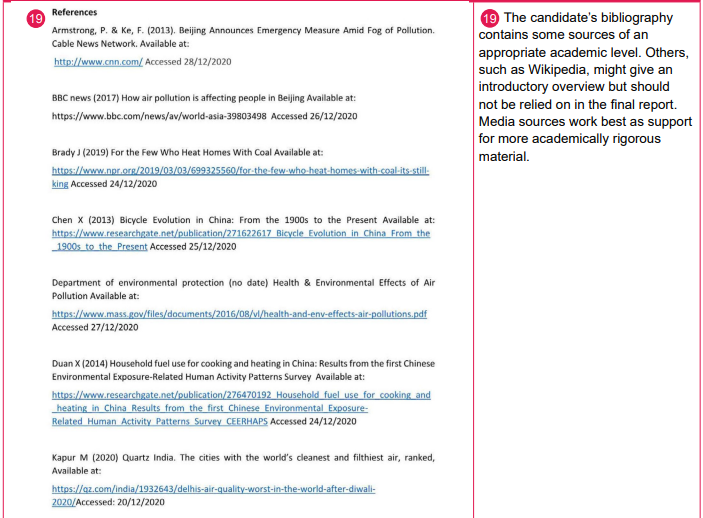 19
References
Armstrong, P. & Ke, F. (2013). Beijing Announces Emergency Measure Amid Fog of Pollution.
Cable News Network. Available at:
http://www.cnn.com/ Accessed 28/12/2020
BBC news (2017) How air pollution is affecting people in Beijing Available at:
https://www.bbc.com/news/av/world-asia-39803498 Accessed 26/12/2020
Brady J (2019) For the Few Who Heat Homes With Coal Available at:
https://www.npr.org/2019/03/03/699325560/for-the-few-who-heat-homes-with-coal-its-still-
king Accessed 24/12/2020
Chen X (2013) Bicycle Evolution in China: From the 1900s to the Present Available at:
https://www.researchgate.net/publication/271622617_Bicycle_Evolution_in_China_From_the
_1900s_to_the_Present Accessed 25/12/2020
Department of environmental protection (no date) Health & Environmental Effects of Air
Pollution Available at:
https://www.mass.gov/files/documents/2016/08/vl/health-and-env-effects-air-pollutions.pdf
Accessed 27/12/2020
Duan X (2014) Household fuel use for cooking and heating in China: Results from the first Chinese
Environmental Exposure-Related Human Activity Patterns Survey Available at:
https://www.researchgate.net/publication/276470192_Household_fuel_use_for_cooking_and
_heating_in_China_Results_from_the_first_Chinese_Environmental_Exposure-
Related_Human_Activity_Patterns_Survey_CEERHAPS Accessed 24/12/2020
Kapur M (2020) Quartz India. The cities with the world's cleanest and filthiest air, ranked,
Available at:
https://qz.com/india/1932643/delhis-air-quality-worst-in-the-world-after-diwali-
2020/Accessed: 20/12/2020
19 The candidate's bibliography
contains some sources of an
appropriate academic level. Others,
such as Wikipedia, might give an
introductory overview but should
not be relied on in the final report.
Media sources work best as support
for more academically rigorous
material.